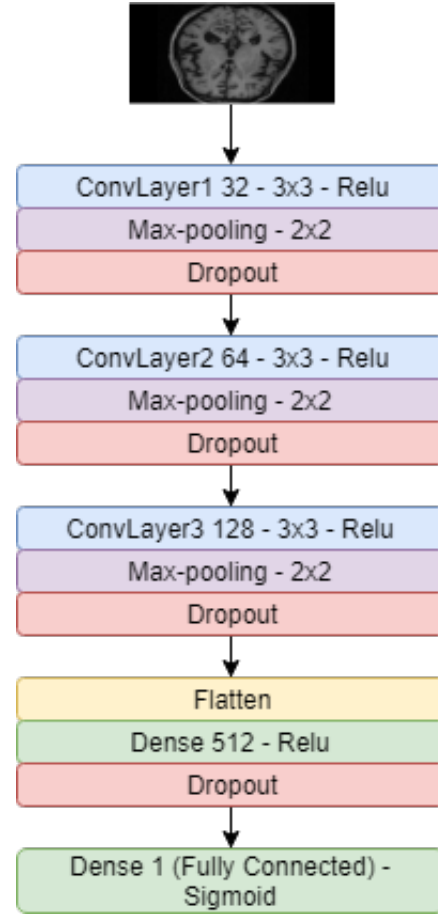 ConvLayer1 32 - 3x3 - Relu
Max-pooling - 2x2
Dropout
ConvLayer2 64 - 3x3 - Relu
Max-pooling - 2x2
Dropout
ConvLayer3 128 - 3x3 - Relu
Max-pooling - 2x2
Dropout
Flatten
Dense 512 - Relu
Dropout
Dense 1 (Fully Connected) -
Sigmoid